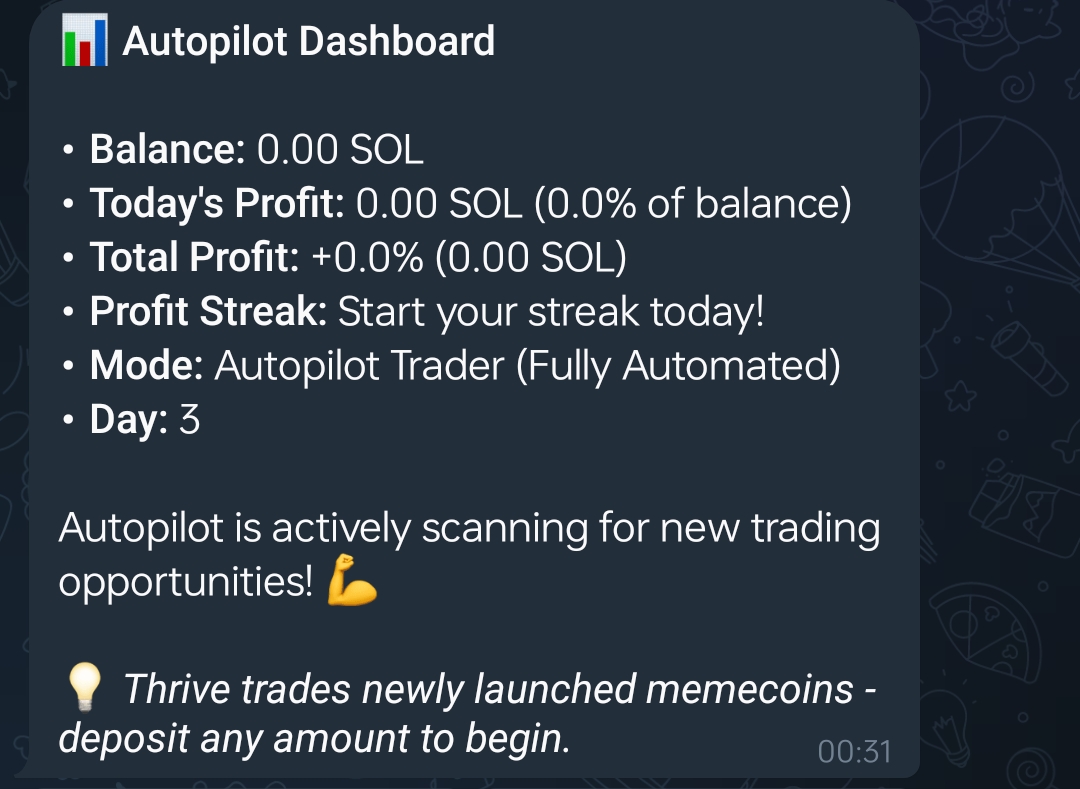 📊 Autopilot Dashboard
• Balance: 0.00 SOL
• Today's Profit: 0.00 SOL (0.0% of balance)
• Total Profit: +0.0% (0.00 SOL)
• Profit Streak: Start your streak today!
• Mode: Autopilot Trader (Fully Automated)
• Day: 3
Autopilot is actively scanning for new trading
opportunities! 💪
💡 Thrive trades newly launched memecoins -
deposit any amount to begin.
00:31